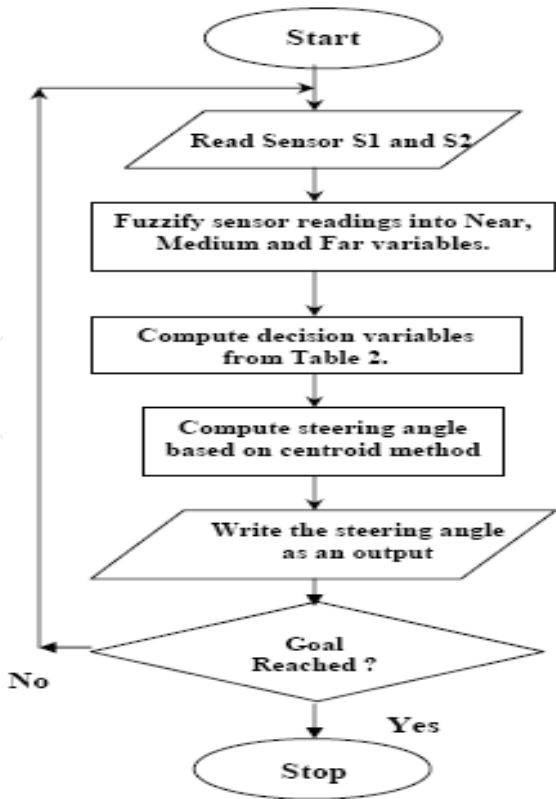 Start
Read Sensor S1 and S2
Fuzzify sensor readings into Near,
Medium and Far variables.
Compute decision variables
from Table 2.
Compute steering angle
based on centroid method
Write the steering angle
as an output
Goal
Reached ?
No
Yes
Stop